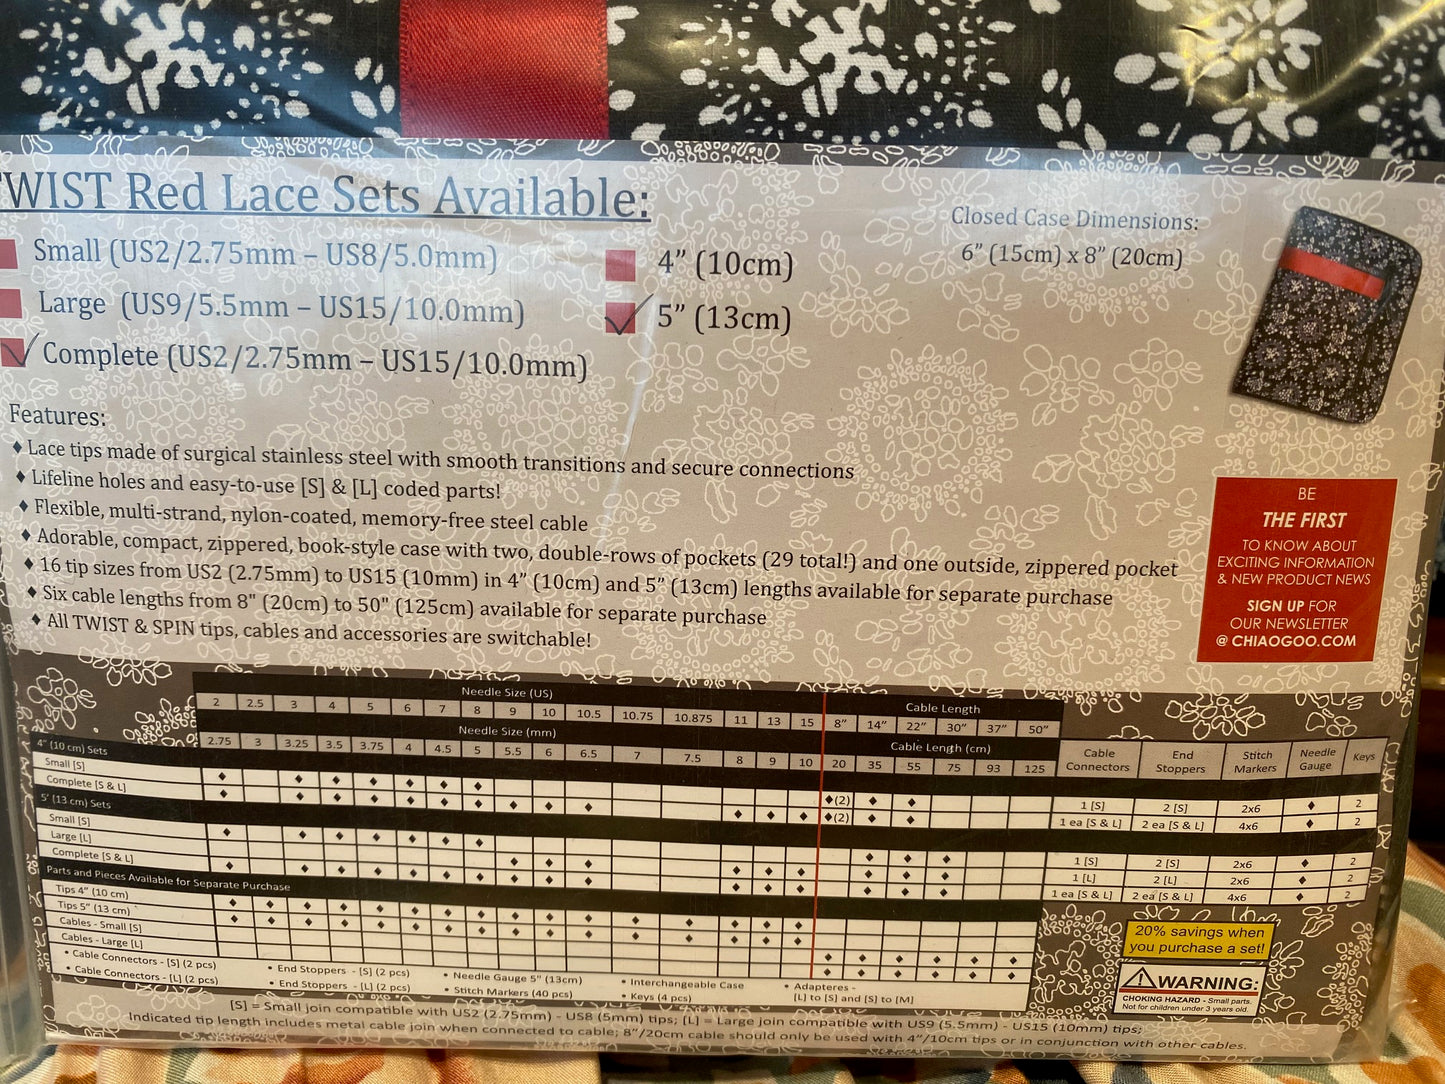 WIST Red Lace Sets Available:
Small (US2/2.75mm – US8/5.0mm)
Large (US9/5.5mm – US15/10.0mm)
Complete (US2/2.75mm – US15/10.0mm)
4” (10cm)
5” (13cm)
Closed Case Dimensions:
6” (15cm) x 8” (20cm)
Features:
♦ Lace tips made of surgical stainless steel with smooth transitions and secure connections
♦ Lifeline holes and easy-to-use [S] & [L] coded parts!
♦ Flexible, multi-strand, nylon-coated, memory-free steel cable
♦ Adorable, compact, zippered, book-style case with two, double-rows of pockets (29 total!) and one outside, zippered pocket
♦ 16 tip sizes from US2 (2.75mm) to US15 (10mm) in 4” (10cm) and 5” (13cm) lengths available for separate purchase
♦ Six cable lengths from 8" (20cm) to 50" (125cm) available for separate purchase
♦ All TWIST & SPIN tips, cables and accessories are switchable!
BE
THE FIRST
TO KNOW ABOUT
EXCITING INFORMATION
& NEW PRODUCT NEWS
SIGN UP FOR
OUR NEWSLETTER
@ CHIAOGOO.COM
Needle Size (US) Cable Length
2 2.5 3 4 5 6 7 8 9 10 10.5 10.75 10.875 11 13 15 8” 14” 22” 30” 37” 50”
Needle Size (mm) Cable Length (cm)
2.75 3 3.25 3.5 3.75 4 4.5 5 5.5 6 6.5 7 7.5 8 9 10 20 35 55 75 93 125
Cable Connectors End Stoppers Stitch Markers Needle Gauge Keys
4” (10 cm) Sets
Small [S] ♦ ♦ ♦ ♦ ♦ ♦ ♦ ♦(2) ♦ ♦ 1 [S] 2 [S] 2x6 ♦ 2
Complete [S & L] ♦ ♦ ♦ ♦ ♦ ♦ ♦ ♦ ♦ ♦ ♦ ♦ ♦ ♦(2) ♦ ♦ 1 ea [S & L] 2 ea [S & L] 4x6 ♦ 2
5’ (13 cm) Sets
Small [S] ♦ ♦ ♦ ♦ ♦ ♦ ♦ ♦ ♦ ♦ 1 [S] 2 [S] 2x6 ♦ 2
Large [L] ♦ ♦ ♦ ♦ ♦ ♦ ♦ ♦ ♦ 1 [L] 2 [L] 2x6 ♦ 2
Complete [S & L] ♦ ♦ ♦ ♦ ♦ ♦ ♦ ♦ ♦ ♦ ♦ ♦ ♦ ♦ ♦ ♦ 1 ea [S & L] 2 ea [S & L] 4x6 ♦ 2
Parts and Pieces Available for Separate Purchase
Tips 4” (10 cm) ♦ ♦ ♦ ♦ ♦ ♦ ♦ ♦ ♦ ♦ ♦ ♦ ♦ ♦ ♦ ♦
Tips 5” (13 cm) ♦ ♦ ♦ ♦ ♦ ♦ ♦ ♦ ♦ ♦ ♦ ♦ ♦ ♦ ♦ ♦
Cables - Small [S] ♦ ♦ ♦ ♦ ♦ ♦
Cables - Large [L] ♦ ♦ ♦ ♦ ♦ ♦
• Cable Connectors - [S] (2 pcs) • End Stoppers - [S] (2 pcs) • Needle Gauge 5” (13cm) • Interchangeable Case • Adapteres -
• Cable Connectors - [L] (2 pcs) • End Stoppers - [L] (2 pcs) • Stitch Markers (40 pcs) • Keys (4 pcs) [L] to [S] and [S] to [M]
20% savings when
you purchase a set!
WARNING:
CHOKING HAZARD - Small parts.
Not for children under 3 years old.
[S] = Small join compatible with US2 (2.75mm) - US8 (5mm) tips; [L] = Large join compatible with US9 (5.5mm) - US15 (10mm) tips;
Indicated tip length includes metal cable join when connected to cable; 8”/20cm cable should only be used with 4”/10cm tips or in conjunction with other cables.